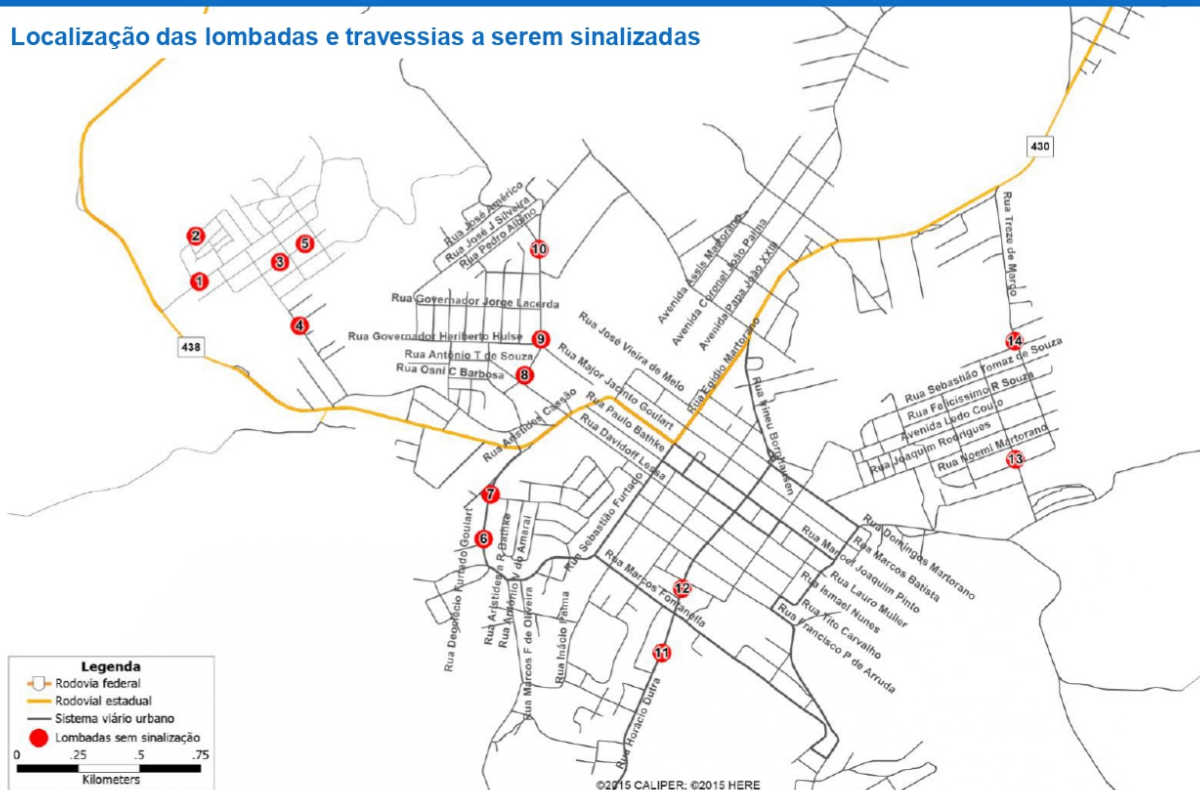 Localização das lombadas e travessias a serem sinalizadas
430
438
2
5
3
1
4
10
9
8
7
6
12
11
14
13
Rua José Américo
Rua José J Silveira
Rua Pedro Albino
Rua Governador Jorge Lacerda
Rua Governador Heriberto Hulse
Rua Antônio T de Souza
Rua Osni C Barbosa
Rua Aristides Caesão
Rua José Vieira de Melo
Rua Major Jacinto Goulart
Rua Paulo Bathke
Rua Davidoff Lessa
Rua Egidio Martorano
Avenida Assis Martorano
Avenida Coronel João Palma
Avenida Papa João XXIII
Rua Irineu Bornhausen
Rua Treze de Março
Rua Sebastião Tomaz de Souza
Rua Felicissimo R Souza
Avenida Ledo Couto
Rua Joaquim Rodrigues
Rua Noemi Martorano
Rua Sebastião Furtado
Rua Degolécio Furtado Goulart
Rua Aristides a R Bathke
Rua Antônio V do Amaral
Rua Marcos F de Oliveira
Rua Inácio Palma
Rua Marcos Fontanella
Rua Horácio Dutra
Rua Domingos Martorano
Rua Marcos Batista
Rua Manoel Joaquim Pinto
Rua Lauro Muller
Rua Ismael Nunes
Rua Tito Carvalho
Rua Francisco P de Arruda
Legenda
Rodovia federal
Rodovial estadual
Sistema viário urbano
Lombadas sem sinalização
0 .25 .5 .75
Kilometers
©2015 CALIPER; ©2015 HERE